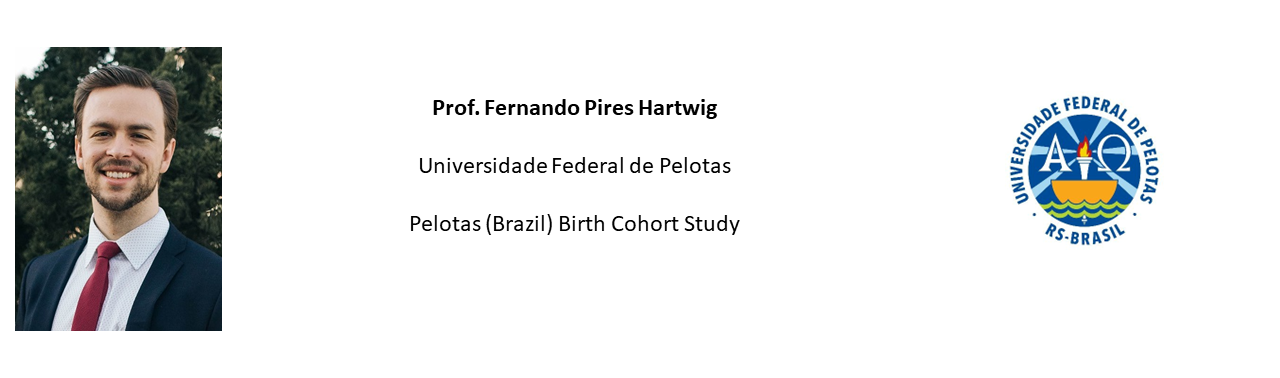 Prof. Fernando Pires Hartwig
Universidade Federal de Pelotas
Pelotas (Brazil) Birth Cohort Study
UNIVERSIDADE FEDERAL DE PELOTAS
Α Ω
· RS-BRASIL ·